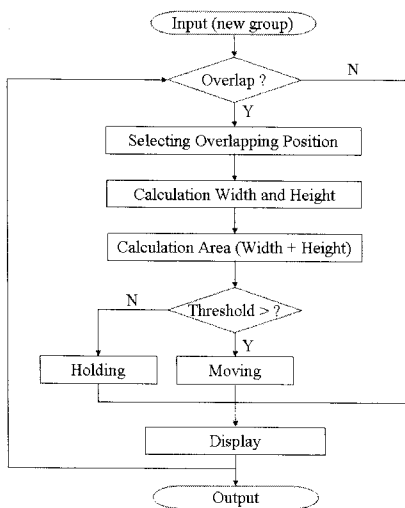 Input (new group)
Overlap ?
N
Y
Selecting Overlapping Position
Calculation Width and Height
Calculation Area (Width + Height)
N
Threshold > ?
Y
Holding
Moving
Display
Output